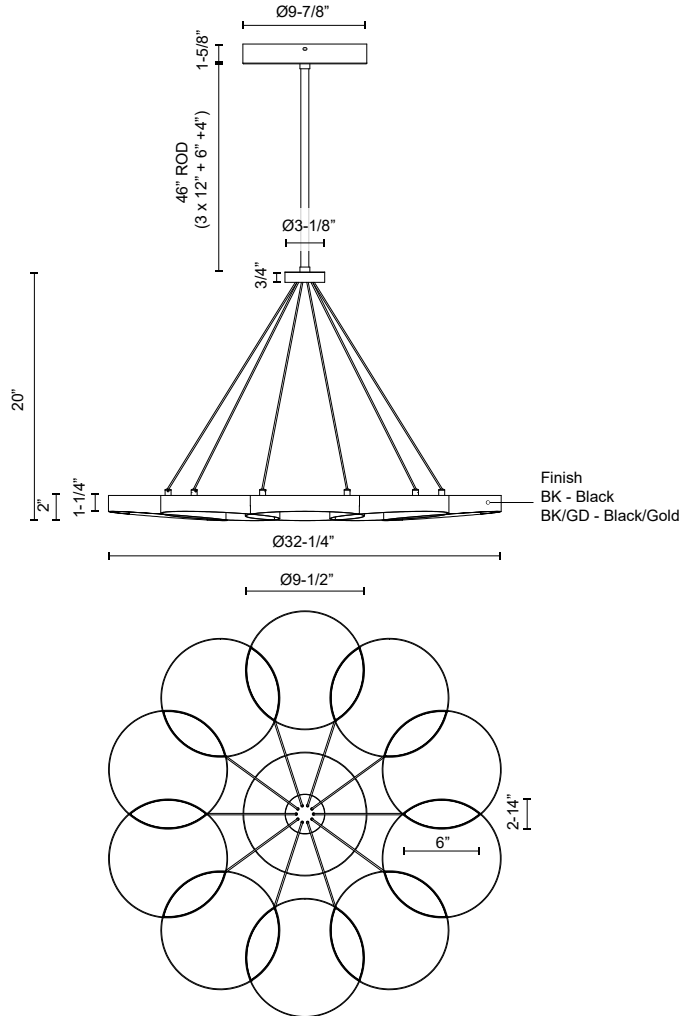 Ø9-7/8”
1-5/8”
46” ROD
(3 x 12” + 6” +4”)
Ø3-1/8”
3/4”
20”
2”
1-1/4”
Finish
BK - Black
BK/GD - Black/Gold
Ø32-1/4”
Ø9-1/2”
2-14”
6”